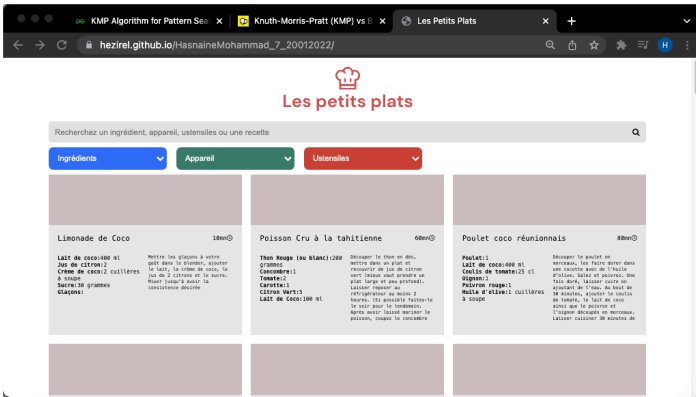 KMP Algorithm for Pattern Sea
Knuth-Morris-Pratt (KMP) vs B
Les Petits Plats
hezirel.github.io/HasnaineMohammad_7_20012022/
H
Les petits plats
Recherchez un ingrédient, appareil, ustensiles ou une recette
Ingrédients
Appareil
Ustensiles
Limonade de Coco
10mn
Lait de coco:400 ml
Jus de citron:2
Crème de coco:2 cuillères
à soupe
Sucre:30 grammes
Glaçons:
Mettre les glaçons à votre
goût dans le blender, ajouter
le lait, la crème de coco, le
jus de 2 citrons et le sucre.
Mixer jusqu'à avoir la
consistence désirée
Poisson Cru à la tahitienne
60mn
Thon Rouge (ou blanc):200
grammes
Concombre:1
Tomate:2
Carotte:1
Citron Vert:5
Lait de Coco:100 ml
Découper le thon en dés,
mettre dans un plat et
recouvrir de jus de citron
vert (mieux vaut prendre un
plat large et peu profond).
Laisser reposer au
réfrigérateur au moins 2
heures. (Si possible faites-le
le soir pour le lendemain.
Après avoir laissé mariner le
poisson, coupez le concombre
Poulet coco réunionnais
80mn
Poulet:1
Lait de coco:400 ml
Coulis de tomate:25 cl
Oignon:1
Poivron rouge:1
Huile d'olive:1 cuillères
à soupe
Découper le poulet en
morceaux, les faire dorer dans
une cocotte avec de l'huile
d'olive. Salez et poivrez. Une
fois doré, laisser cuire en
ajoutant de l'eau. Au bout de
30 minutes, ajouter le coulis
de tomate, le lait de coco
ainsi que le poivron et
l'oignon découpés en morceaux.
Laisser cuisiner 30 minutes de